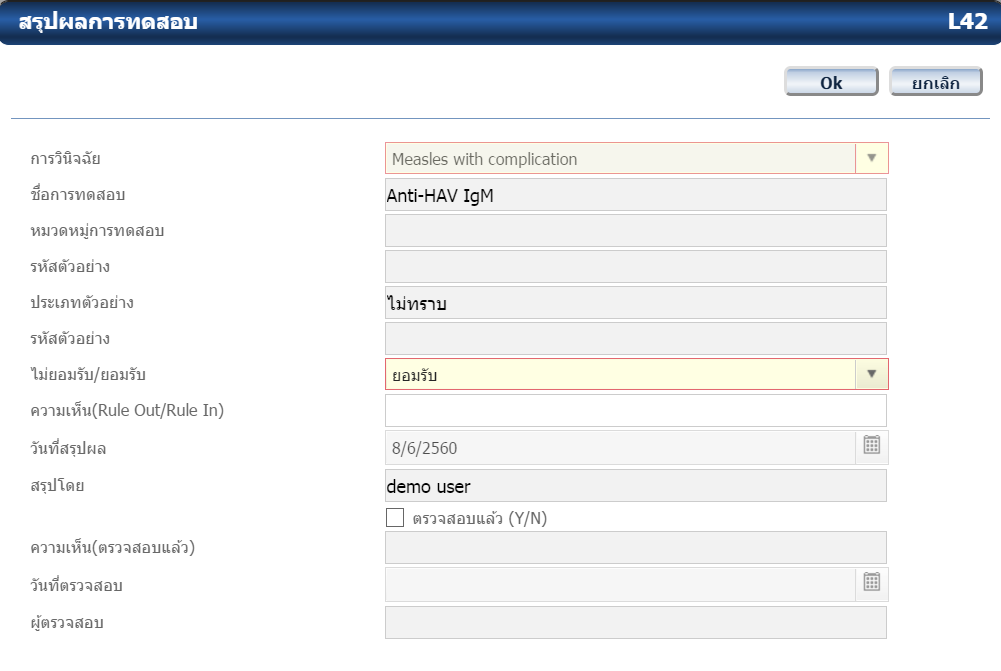 สรุปผลการทดสอบ L42
Ok ยกเลิก
การวินิจฉัย Measles with complication
ชื่อการทดสอบ Anti-HAV IgM
หมวดหมู่การทดสอบ
รหัสตัวอย่าง
ประเภทตัวอย่าง ไม่ทราบ
รหัสตัวอย่าง
ไม่ยอมรับ/ยอมรับ ยอมรับ
ความเห็น(Rule Out/Rule In)
วันที่สรุปผล 8/6/2560
สรุปโดย demo user
ตรวจสอบแล้ว (Y/N)
ความเห็น(ตรวจสอบแล้ว)
วันที่ตรวจสอบ
ผู้ตรวจสอบ